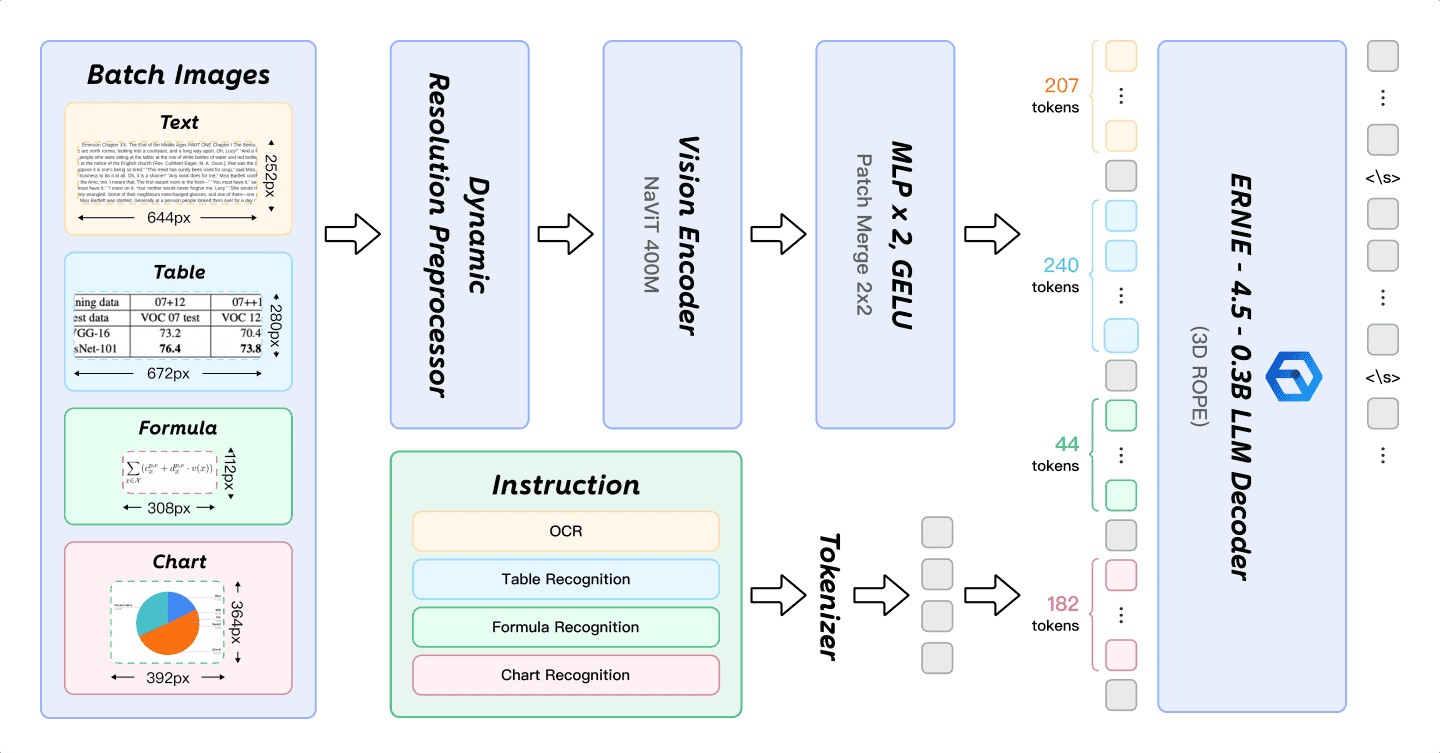 Batch Images
Text
Emerson Chapter XX. The End of the Middle Ages PART ONE Chapter I The Bertol
are north rooms, looking into a courtyard, and a long way apart. Oh, Lucy!" "And a
people who were sitting at the table; at the row of white bottles of water and red bottle
at the notice of the English church (Rev. Cuthbert Eager, M. A. Oxon.), that was the
ppose it is one's being so tired." "This meat has surely been used for soup," said Miss
business to do it at all. Oh, it is a shame!" "Any nook does for me," Miss Bartlett
the Arno, too. I meant that. The first vacant room in the front—" "You must have it," s
must have it." "I insist on it. Your mother would never forgive me, Lucy." "She would
ey wrangled. Some of their neighbours interchanged glances, and one of them—one
Miss Bartlett was startled. Generally at a pension people looked them over for a day
252px
644px
Table
ning data 07+12 07++1
est data VOC 07 test VOC 12
GG-16 73.2 70.4
sNet-101 76.4 73.8
280px
672px
Formula
∑x∈𝒳 (c_x^{p,e} + d_x^{p,e} · v(x))
112px
308px
Chart
364px
392px
Dynamic
Resolution Preprocessor
Vision Encoder
NaViT 400M
MLP x 2, GELU
Patch Merge 2x2
Instruction
OCR
Table Recognition
Formula Recognition
Chart Recognition
Tokenizer
207
tokens
240
tokens
44
tokens
182
tokens
ERNIE - 4.5 - 0.3B LLM Decoder
(3D ROPE)
<\s>
<\s>